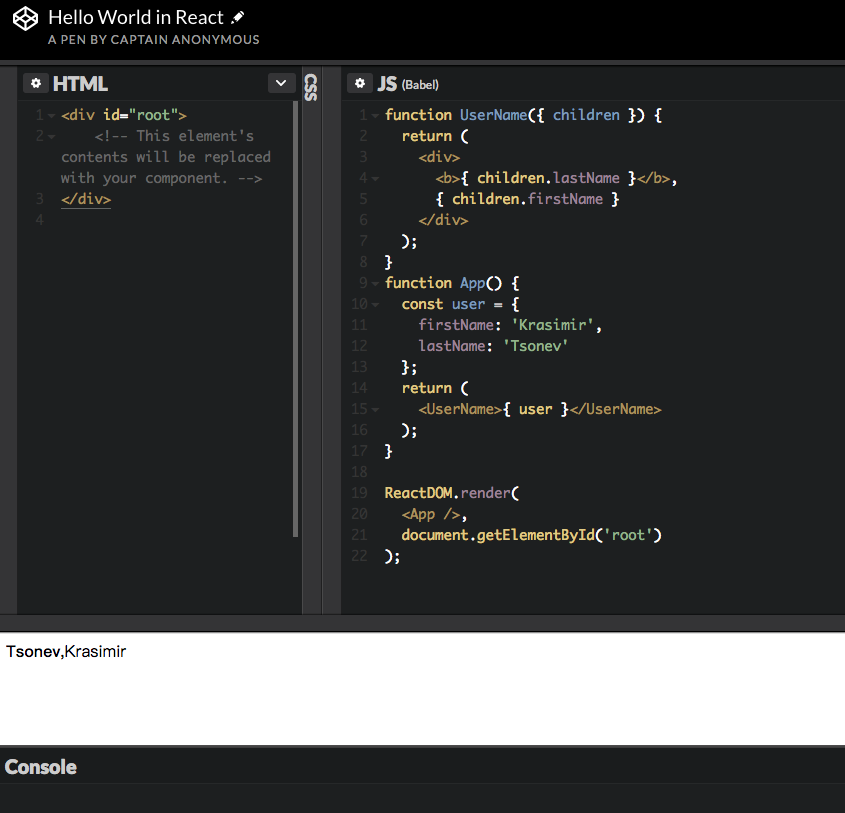 Hello World in React
A PEN BY CAPTAIN ANONYMOUS
HTML
1 <div id="root">
2     <!-- This element's
contents will be replaced
with your component. -->
3 </div>
4
CSS
JS (Babel)
1 function UserName({ children }) {
2   return (
3     <div>
4       <b>{ children.lastName }</b>,
5       { children.firstName }
6     </div>
7   );
8 }
9 function App() {
10   const user = {
11     firstName: 'Krasimir',
12     lastName: 'Tsonev'
13   };
14   return (
15     <UserName>{ user }</UserName>
16   );
17 }
18
19 ReactDOM.render(
20   <App />,
21   document.getElementById('root')
22 );
Tsonev,Krasimir
Console